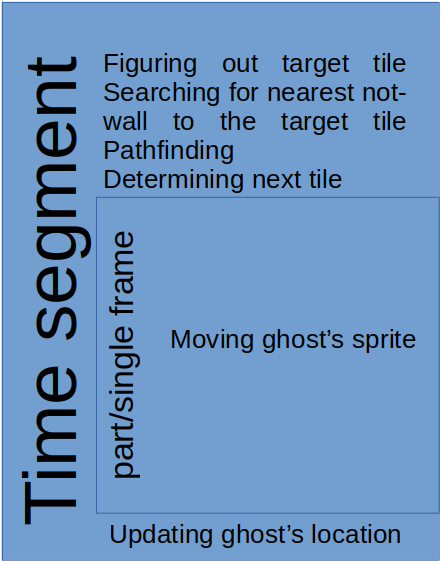 Time segment
Figuring out target tile
Searching for nearest not-
wall to the target tile
Pathfinding
Determining next tile
part/single frame
Moving ghost’s sprite
Updating ghost’s location